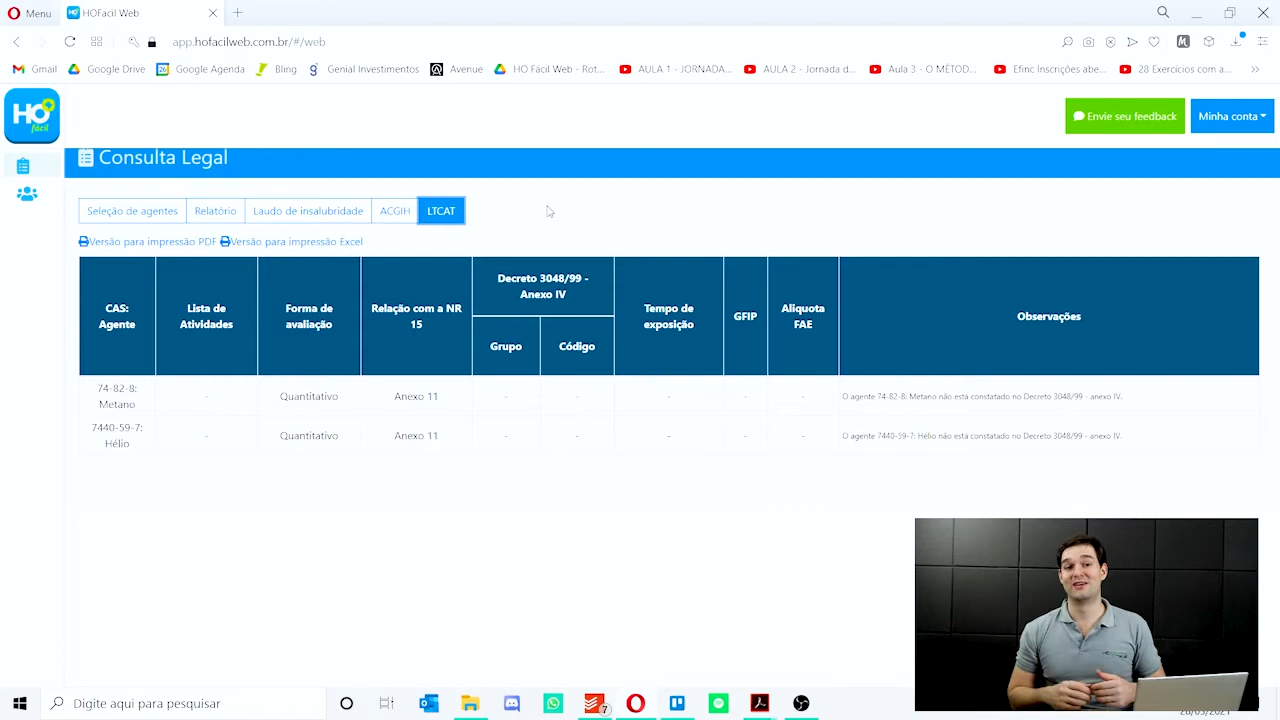 Menu
HOFacil Web
app.hofacilweb.com.br/#/web
Gmail
Google Drive
26
Google Agenda
Bling
Genial Investimentos
Avenue
HO Fácil Web - Rot...
AULA 1 - JORNADA...
AULA 2 - Jornada d...
Aula 3 - O MÉTOD...
Efinc Inscrições abe...
28 Exercícios com a...
HO
fácil
Envie seu feedback
Minha conta
Consulta Legal
Seleção de agentes
Relatório
Laudo de insalubridade
ACGIH
LTCAT
Versão para impressão PDF
Versão para impressão Excel
CAS:
Agente
Lista de
Atividades
Forma de
avaliação
Relação com a NR
15
Decreto 3048/99 -
Anexo IV
Grupo
Código
Tempo de
exposição
GFIP
Aliquota
FAE
Observações
74-82-8:
Metano
-
Quantitativo
Anexo 11
-
-
-
-
-
O agente 74-82-8: Metano não está constatado no Decreto 3048/99 - anexo IV.
7440-59-7:
Hélio
-
Quantitativo
Anexo 11
-
-
-
-
-
O agente 7440-59-7: Hélio não está constatado no Decreto 3048/99 - anexo IV.
Digite aqui para pesquisar
7